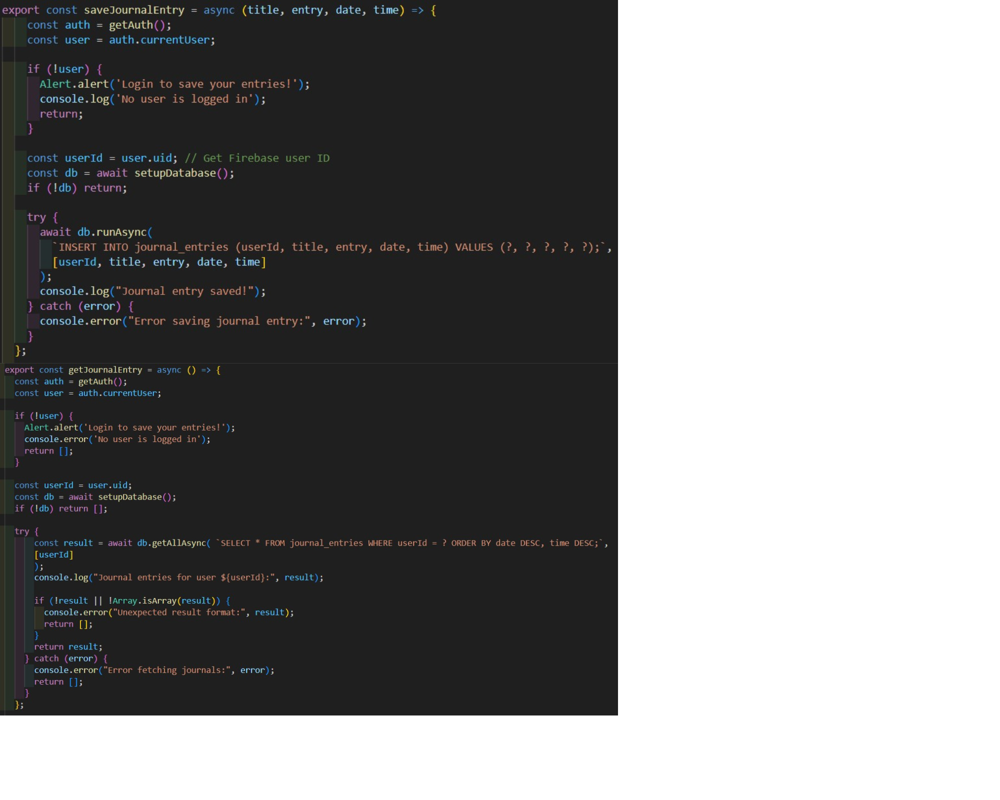 export const saveJournalEntry = async (title, entry, date, time) => {
const auth = getAuth();
const user = auth.currentUser;
if (!user) {
Alert.alert('Login to save your entries!');
console.log('No user is logged in');
return;
}
const userId = user.uid; // Get Firebase user ID
const db = await setupDatabase();
if (!db) return;
try {
await db.runAsync(
`INSERT INTO journal_entries (userId, title, entry, date, time) VALUES (?, ?, ?, ?, ?);`,
[userId, title, entry, date, time]
);
console.log("Journal entry saved!");
} catch (error) {
console.error("Error saving journal entry:", error);
}
};
export const getJournalEntry = async () => {
const auth = getAuth();
const user = auth.currentUser;
if (!user) {
Alert.alert('Login to save your entries!');
console.error('No user is logged in');
return [];
}
const userId = user.uid;
const db = await setupDatabase();
if (!db) return [];
try {
const result = await db.getAllAsync( `SELECT * FROM journal_entries WHERE userId = ? ORDER BY date DESC, time DESC;`,
[userId]
);
console.log("Journal entries for user ${userId}:", result);
if (!result || !Array.isArray(result)) {
console.error("Unexpected result format:", result);
return [];
}
return result;
} catch (error) {
console.error("Error fetching journals:", error);
return [];
}
};